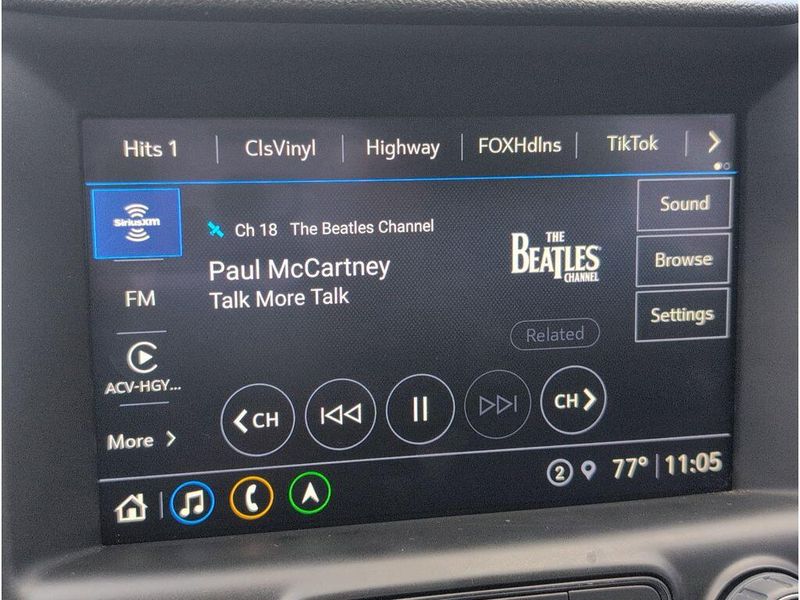 Hits 1 ClsVinyl Highway FOXHdlns TikTok
SiriusXM
Ch 18 The Beatles Channel
Paul McCartney
Talk More Talk
THE
BEATLES
CHANNEL
Sound
Browse
Settings
FM
Related
ACV-HGY...
CH
CH
More
2
77° 11:05